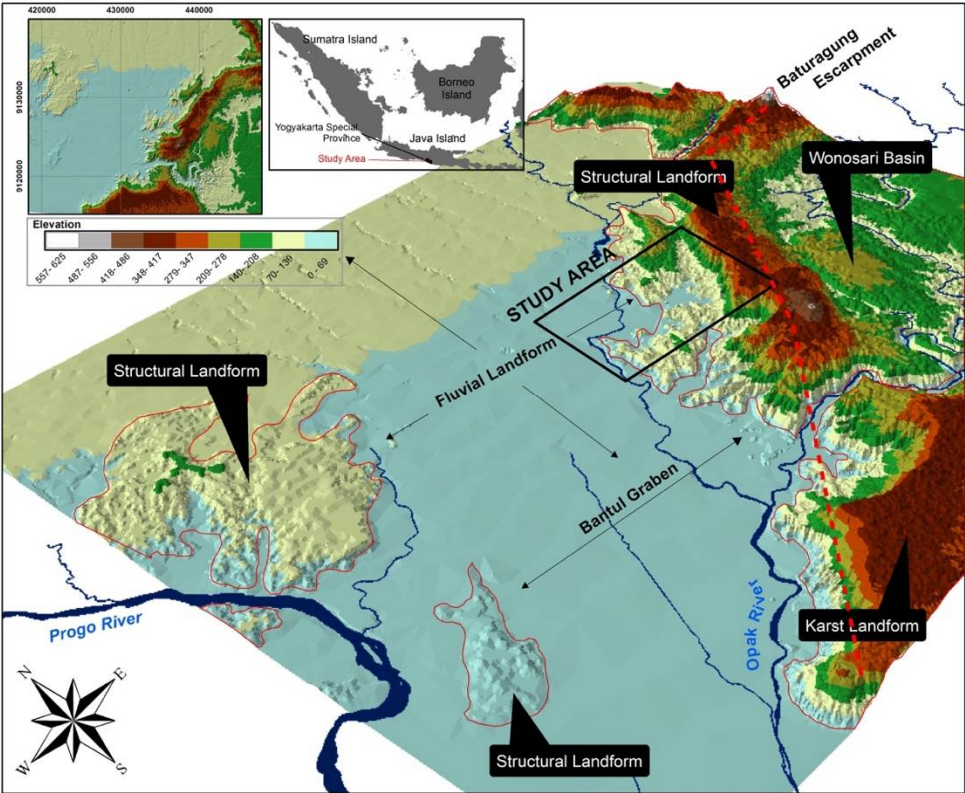 420000 430000 440000
9130000
9120000
Sumatra Island
Borneo
Island
Yogyakarta Special
Province
Java Island
Study Area
Baturagung
Escarpment
Wonosari Basin
Structural Landform
Elevation
557- 625
487- 556
418- 486
348- 417
279- 347
209- 278
140- 208
70- 139
0 - 69
STUDY AREA
Structural Landform
Fluvial Landform
Bantul Graben
Progo River
Opak River
Karst Landform
Structural Landform
N
E
W
S